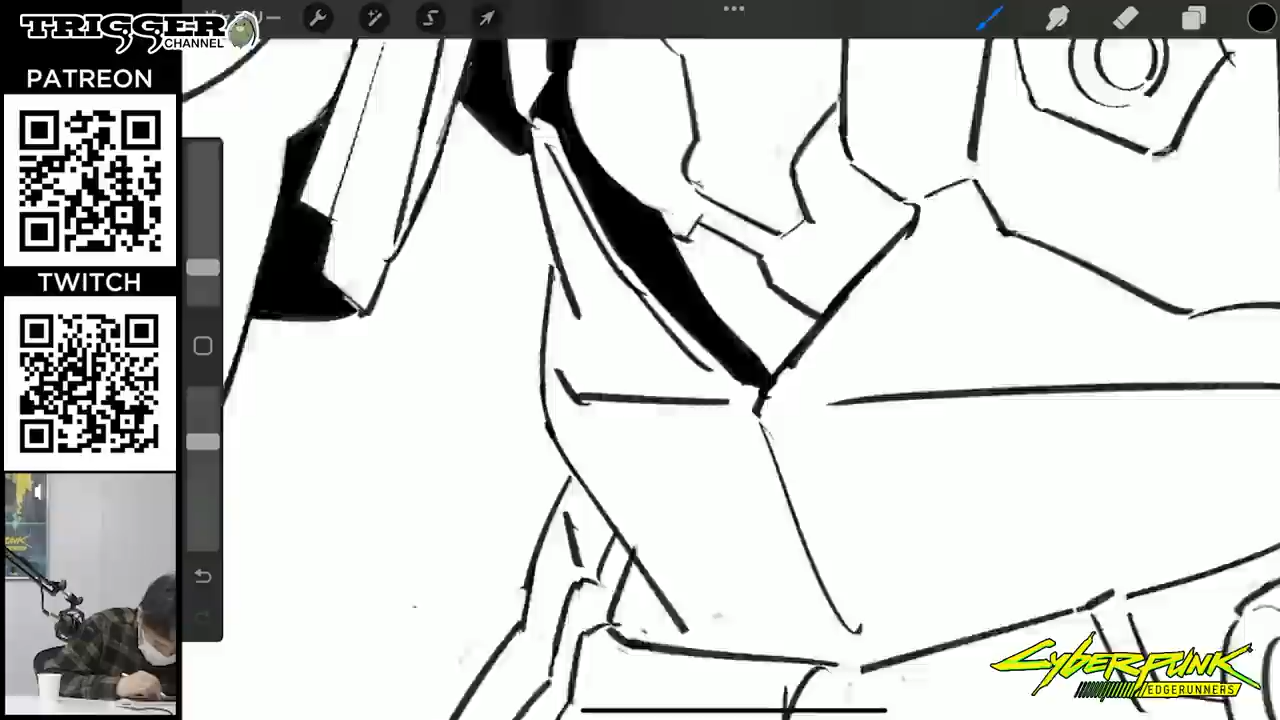 TRIGGER
CHANNEL
PATREON
TWITCH
CYBERPUNK
EDGERUNNERS